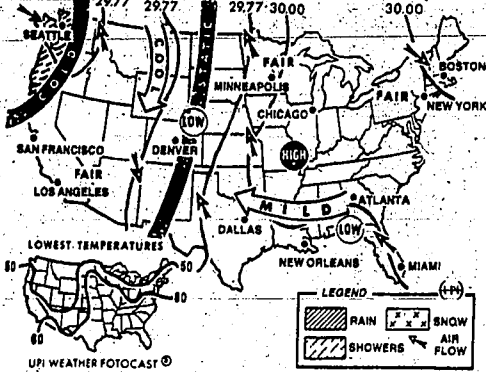 29.77 29.77 29.77 30.00 30.00
SEATTLE
COLD
COOL
STATIC
FAIR
MINNEAPOLIS
BOSTON
FAIR
NEW YORK
CHICAGO
LOW
SAN FRANCISCO
DENVER
HIGH
FAIR
LOS ANGELES
MILD
ATLANTA
LOWEST TEMPERATURES
DALLAS
LOW
NEW ORLEANS
MIAMI
50
50
60
60
LEGEND
UPI
RAIN
SNOW
SHOWERS
AIR FLOW
UPI WEATHER FOTOCAST ®